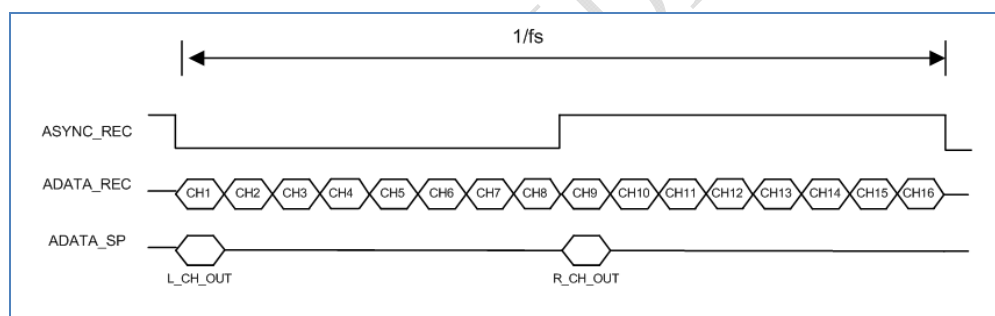 1/fs
ASYNC_REC
ADATA_REC CH1 CH2 CH3 CH4 CH5 CH6 CH7 CH8 CH9 CH10 CH11 CH12 CH13 CH14 CH15 CH16
ADATA_SP
L_CH_OUT R_CH_OUT